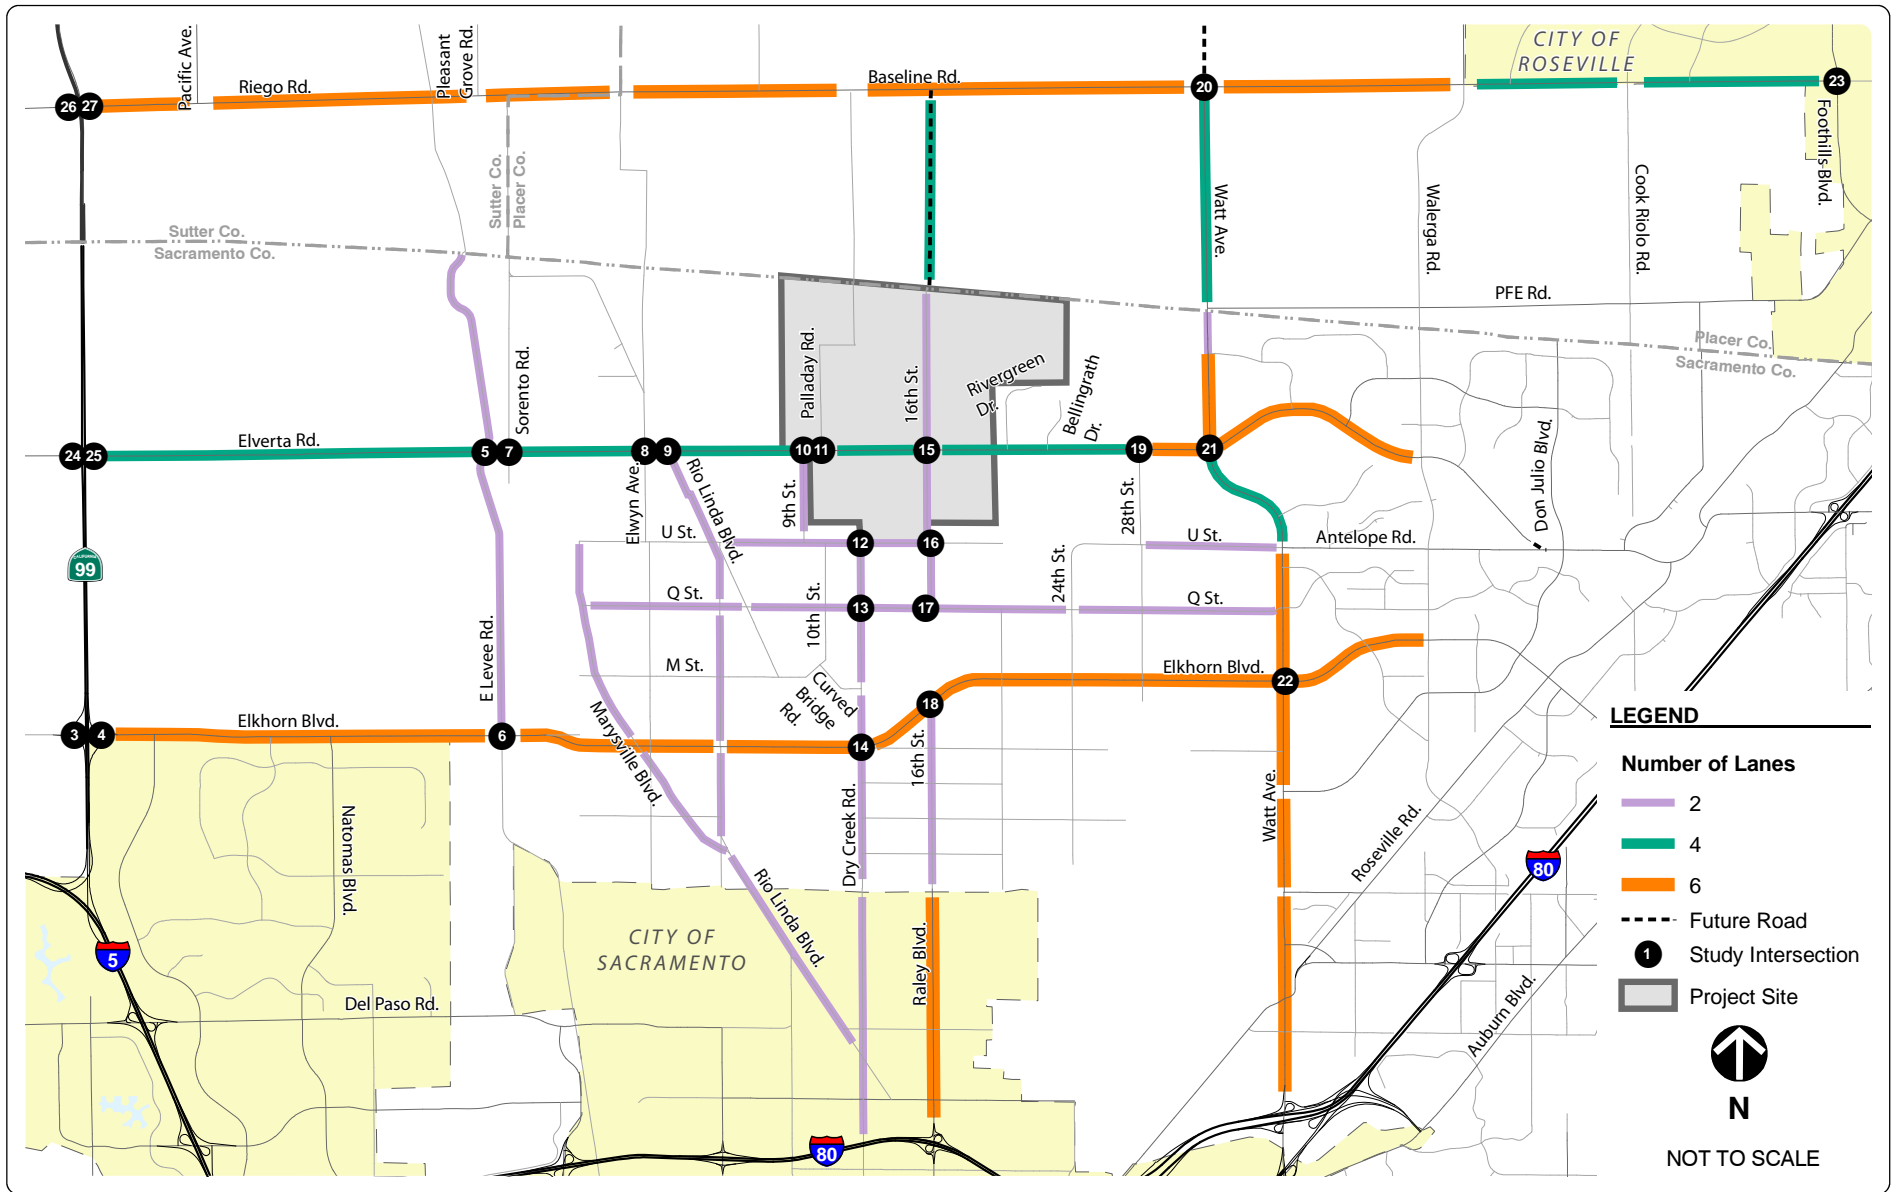 CITY OF
ROSEVILLE
Pacific Ave.
Pleasant
Grove Rd.
Riego Rd.
Baseline Rd.
26
27
20
23
Foothills Blvd.
Sutter Co.
Placer Co.
Watt Ave.
Walerga Rd.
Cook Riolo Rd.
Sutter Co.
Sacramento Co.
PFE Rd.
Placer Co.
Sacramento Co.
Sorento Rd.
Palladay Rd.
16th St.
Rivergreen
Dr.
Bellingrath
Dr.
Elverta Rd.
24
25
5
7
8
9
10
11
15
19
21
Don Julio Blvd.
Elwyn Ave.
Rio Linda Blvd.
9th St.
28th St.
U St.
12
16
U St.
Antelope Rd.
CALIFORNIA
99
Q St.
10th St.
13
17
24th St.
Q St.
E Levee Rd.
M St.
Curved
Bridge
Rd.
Elkhorn Blvd.
22
18
Elkhorn Blvd.
3
4
6
14
Marysville Blvd.
16th St.
Natomas Blvd.
Dry Creek Rd.
Watt Ave.
Roseville Rd.
80
Rio Linda Blvd.
CITY OF
SACRAMENTO
Raley Blvd.
5
Del Paso Rd.
Auburn Blvd.
80
LEGEND
Number of Lanes
2
4
6
Future Road
1
Study Intersection
Project Site
N
NOT TO SCALE